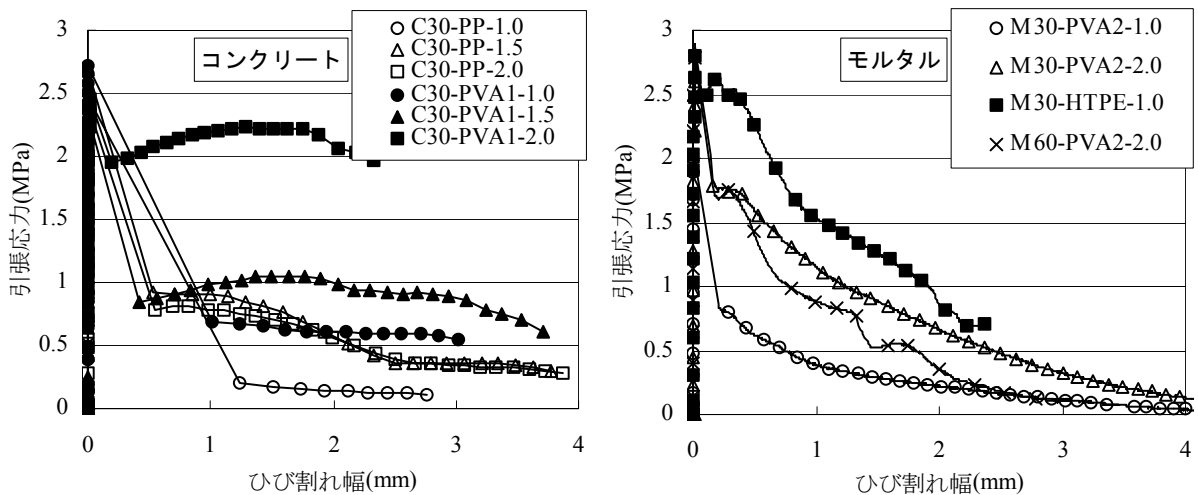 3
2.5
2
1.5
1
0.5
0
引張応力(MPa)
コンクリート
C30-PP-1.0
C30-PP-1.5
C30-PP-2.0
C30-PVA1-1.0
C30-PVA1-1.5
C30-PVA1-2.0
0 1 2 3 4
ひび割れ幅(mm)
3
2.5
2
1.5
1
0.5
0
引張応力(MPa)
モルタル
M30-PVA2-1.0
M30-PVA2-2.0
M30-HTPE-1.0
M60-PVA2-2.0
0 1 2 3 4
ひび割れ幅(mm)